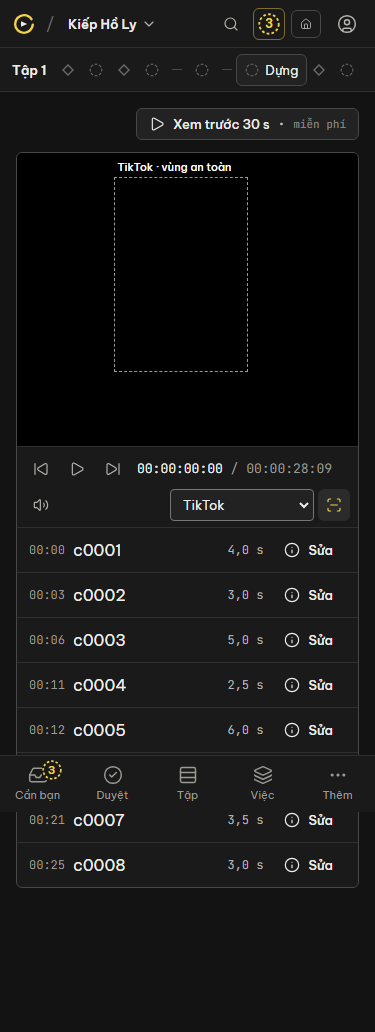 / Kiếp Hồ Ly 3
Tập 1 Dựng
Xem trước 30 s • miễn phí
TikTok · vùng an toàn
00:00:00:00 / 00:00:28:09
TikTok
00:00 c0001 4,0 s Sửa
00:03 c0002 3,0 s Sửa
00:06 c0003 5,0 s Sửa
00:11 c0004 2,5 s Sửa
00:12 c0005 6,0 s Sửa
3
Cần bạn Duyệt Tập Việc Thêm
00:21 c0007 3,5 s Sửa
00:25 c0008 3,0 s Sửa